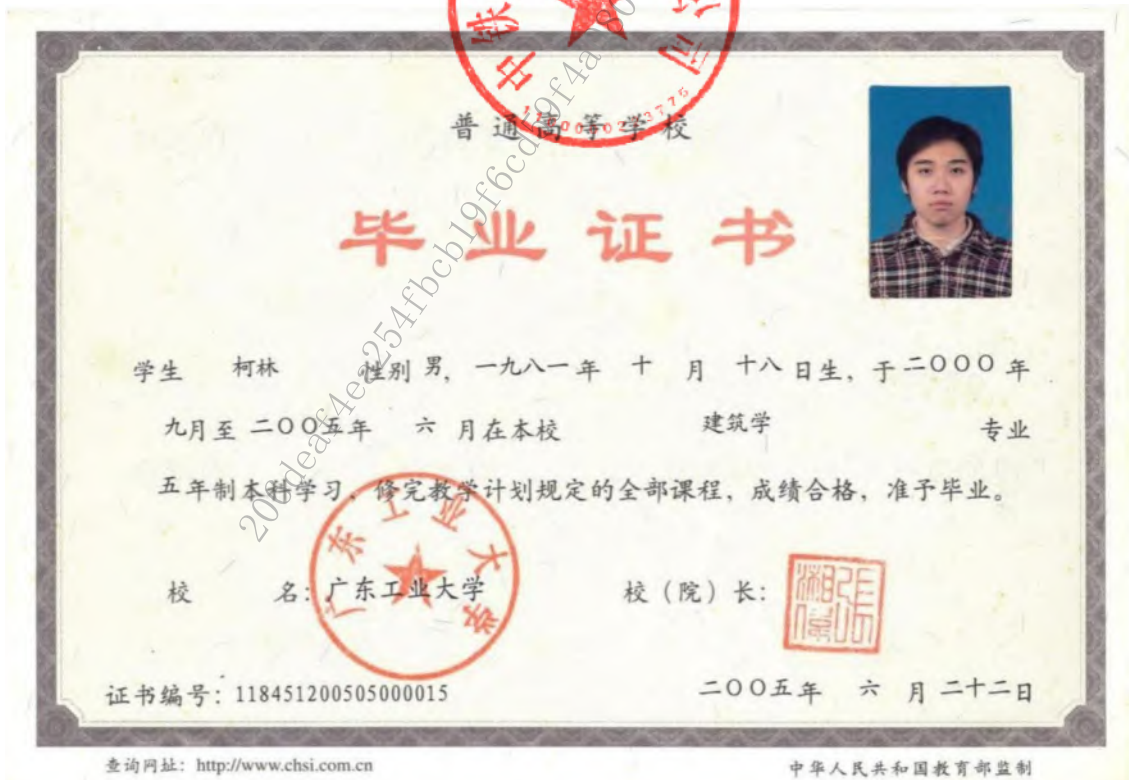 普通高等学校
毕业证书
学生 柯林 性别 男, 一九八一年 十 月 十八 日生, 于二〇〇〇年
九月至 二〇〇五年 六 月在本校 建筑学 专业
五年制本科学习, 修完教学计划规定的全部课程, 成绩合格, 准予毕业。
校 名: 广东工业大学
校(院)长:
广东工业大学
证书编号: 118451200505000015
二〇〇五年 六 月 二十二日
查询网址: http://www.chsi.com.cn
中华人民共和国教育部监制